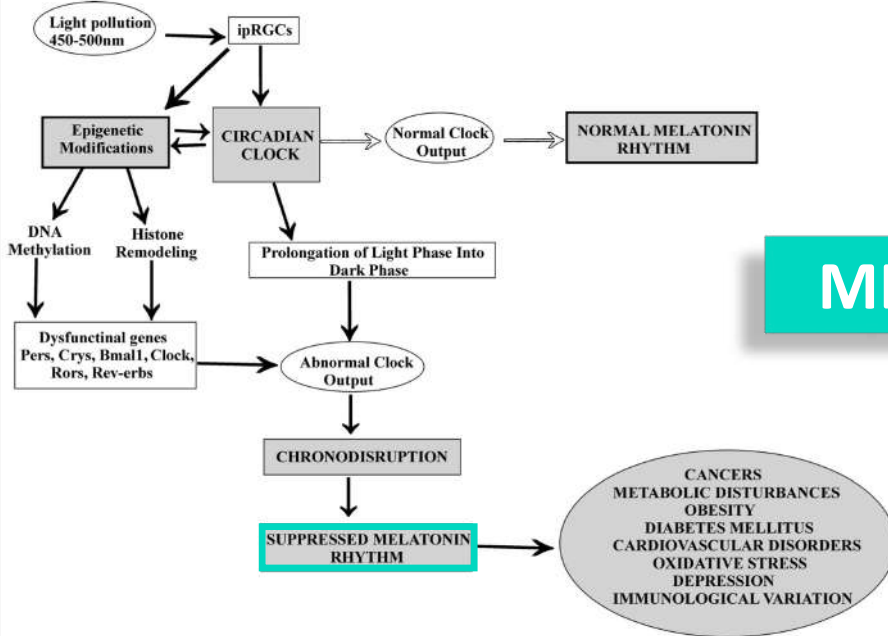 Light pollution
450-500nm
ipRGCs
Epigenetic
Modifications
CIRCADIAN
CLOCK
Normal Clock
Output
NORMAL MELATONIN
RHYTHM
DNA
Methylation
Histone
Remodeling
Prolongation of Light Phase Into
Dark Phase
Dysfunctinal genes
Pers, Crys, Bmal1, Clock,
Rors, Rev-erbs
Abnormal Clock
Output
CHRONODISRUPTION
SUPPRESSED MELATONIN
RHYTHM
CANCERS
METABOLIC DISTURBANCES
OBESITY
DIABETES MELLITUS
CARDIOVASCULAR DISORDERS
OXIDATIVE STRESS
DEPRESSION
IMMUNOLOGICAL VARIATION